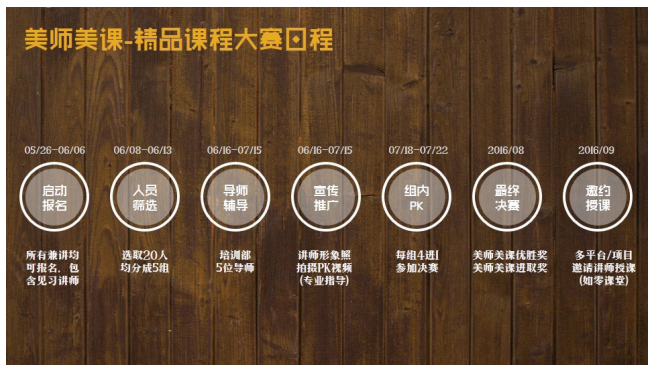 美师美课-精品课程大赛日程
05/26-06/06
06/08-06/13
06/16-07/15
06/16-07/15
07/18-07/22
2016/08
2016/09
启动
报名
人员
筛选
导师
辅导
宣传
推广
组内
PK
最终
决赛
邀约
授课
所有兼讲均
可报名，包
含见习讲师
选取20人
均分成5组
培训部
5位导师
讲师形象照
拍摄PK视频
(专业指导)
每组4进1
参加决赛
美师美课优胜奖
美师美课进取奖
多平台/项目
邀请讲师授课
(如零课堂)